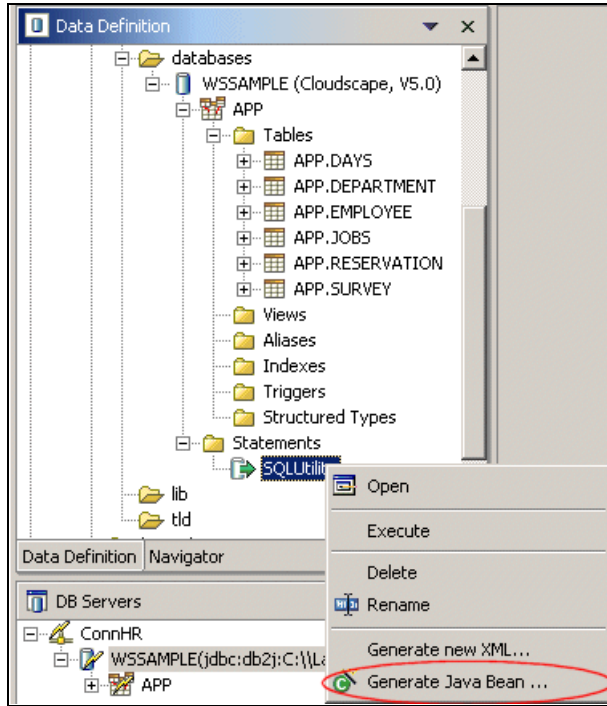 Data Definition
databases
WSSAMPLE (Cloudscape, V5.0)
APP
Tables
APP.DAYS
APP.DEPARTMENT
APP.EMPLOYEE
APP.JOBS
APP.RESERVATION
APP.SURVEY
Views
Aliases
Indexes
Triggers
Structured Types
Statements
SQLUtilit
lib
tld
Open
Execute
Delete
Rename
Generate new XML...
Generate Java Bean ...
Data Definition Navigator
DB Servers
ConnHR
WSSAMPLE(jdbc:db2j:C:\\La
APP